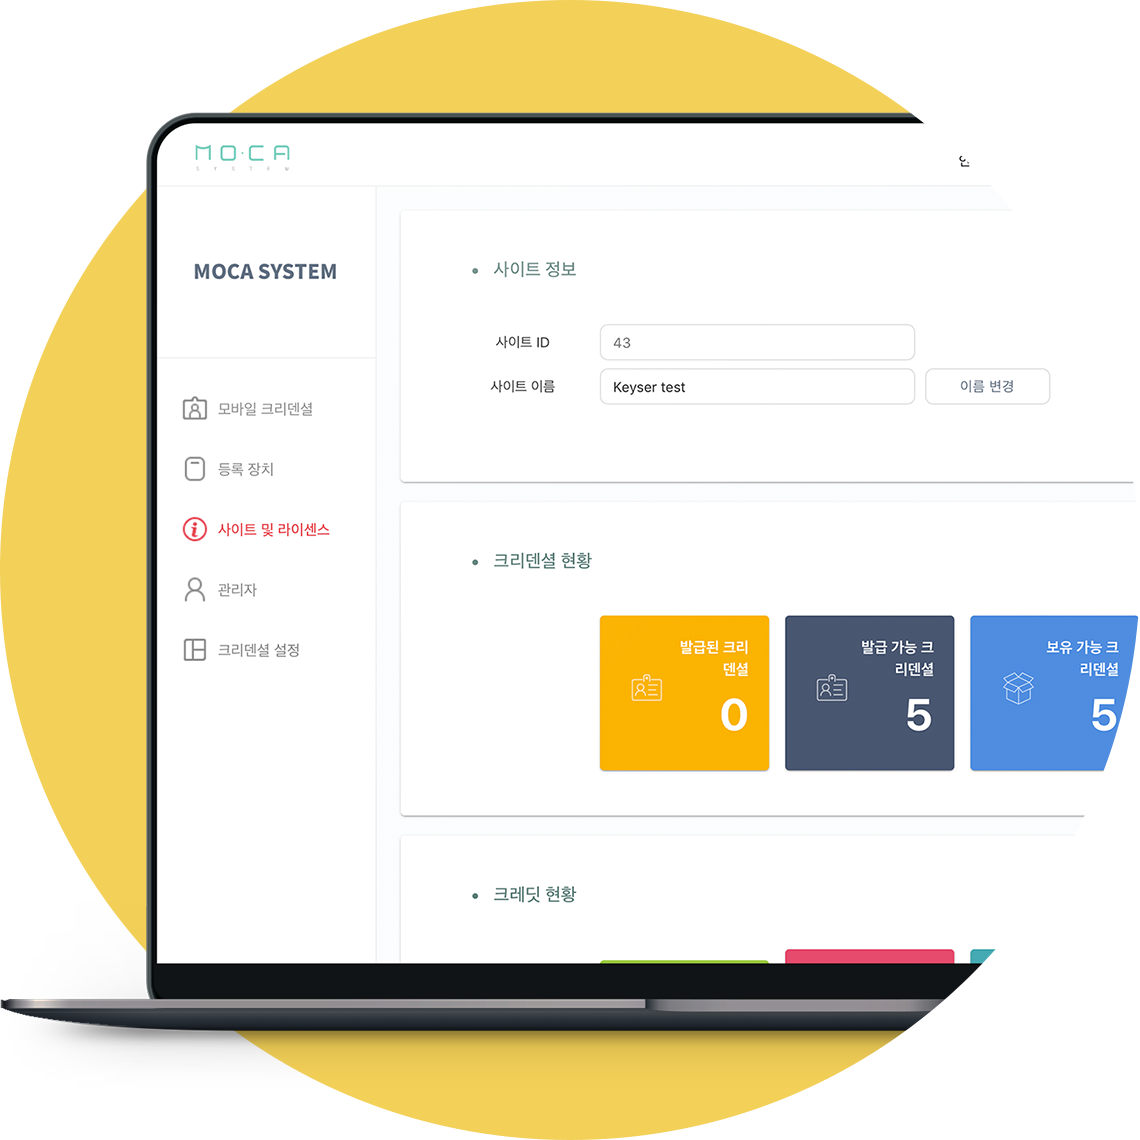 MO·CA
SYSTEM
MOCA SYSTEM
모바일 크리덴셜
등록 장치
사이트 및 라이센스
관리자
크리덴셜 설정
사이트 정보
사이트 ID
43
사이트 이름
Keyser test
이름 변경
크리덴셜 현황
발급된 크리
덴셜
0
발급 가능 크
리덴셜
5
보유 가능 크
리덴셜
5
크레딧 현황